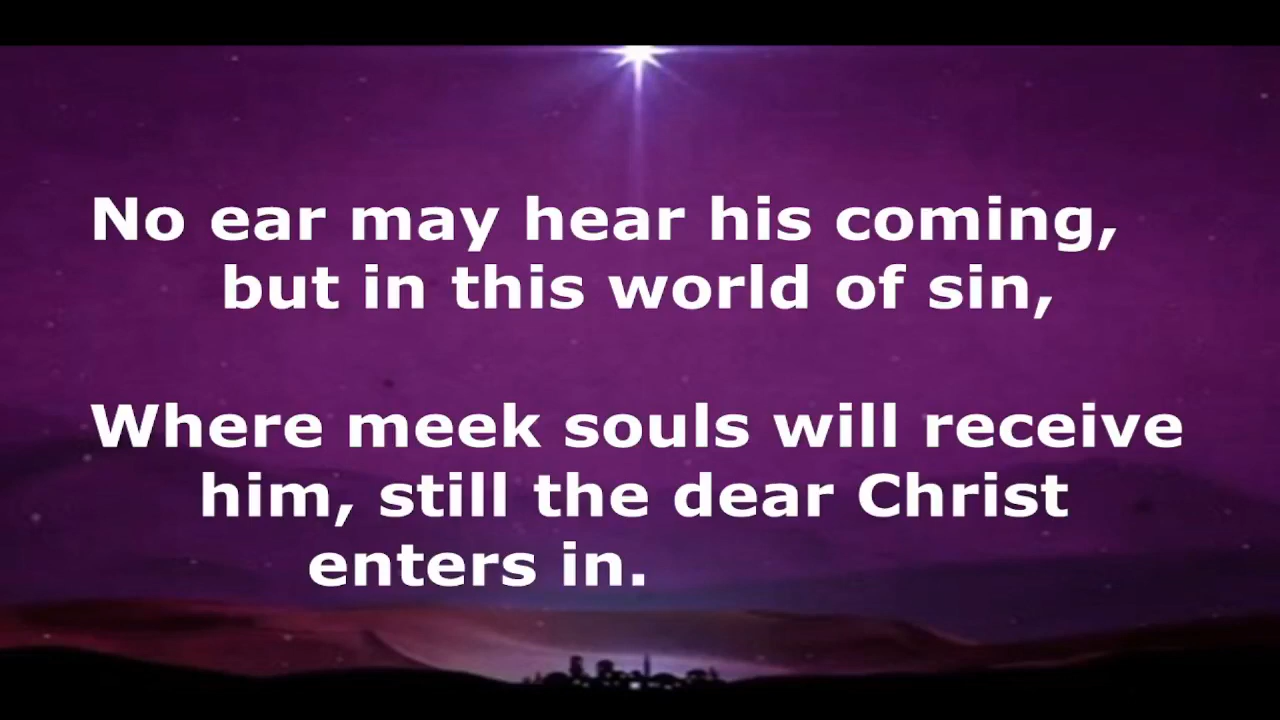 No ear may hear his coming,
but in this world of sin,
Where meek souls will receive
him, still the dear Christ
enters in.